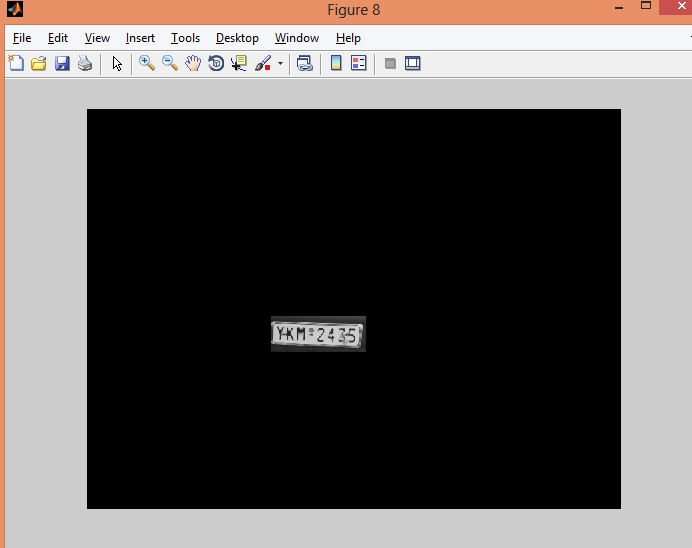 Figure 8
File Edit View Insert Tools Desktop Window Help
YKM 2435